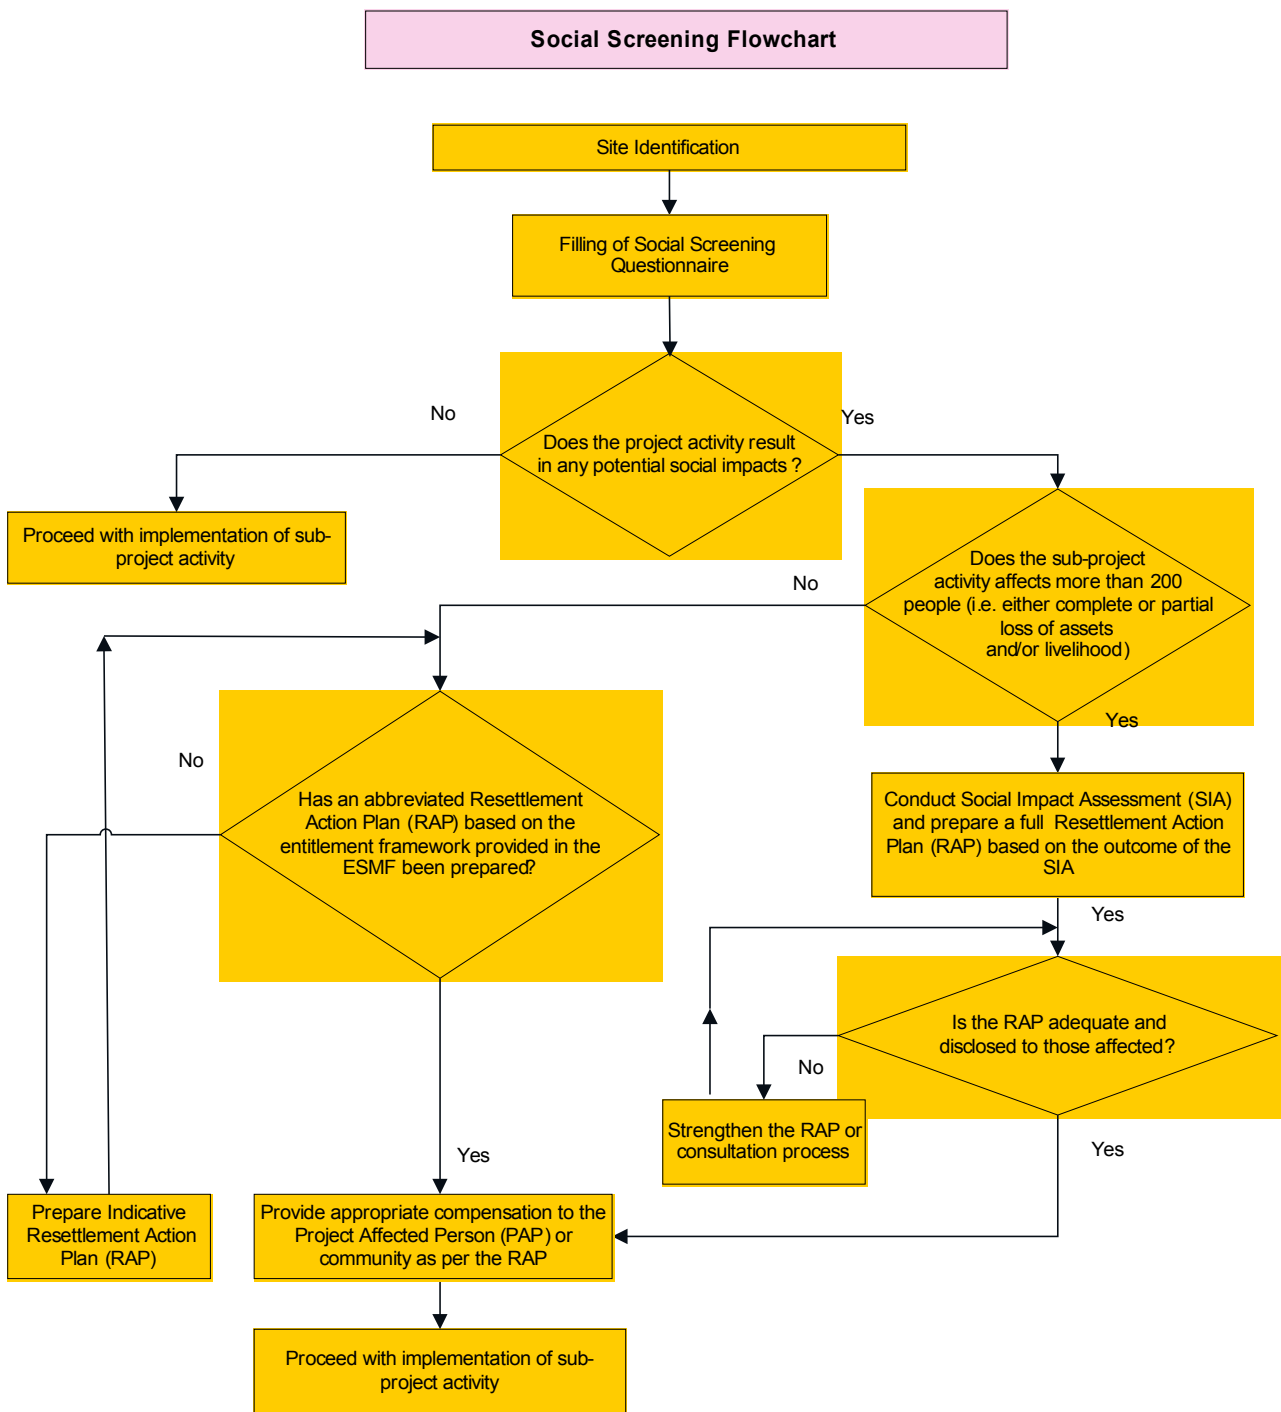 Social Screening Flowchart
Site Identification
Filling of Social Screening
Questionnaire
No
Yes
Does the project activity result
in any potential social impacts ?
Proceed with implementation of sub-
project activity
Does the sub-project
activity affects more than 200
people (i.e. either complete or partial
loss of assets
and/or livelihood)
No
Yes
No
Has an abbreviated Resettlement
Action Plan (RAP) based on the
entitlement framework provided in the
ESMF been prepared?
Conduct Social Impact Assessment (SIA)
and prepare a full Resettlement Action
Plan (RAP) based on the outcome of the
SIA
Yes
Is the RAP adequate and
disclosed to those affected?
No
Strengthen the RAP or
consultation process
Yes
Yes
Prepare Indicative
Resettlement Action
Plan (RAP)
Provide appropriate compensation to the
Project Affected Person (PAP) or
community as per the RAP
Proceed with implementation of sub-
project activity